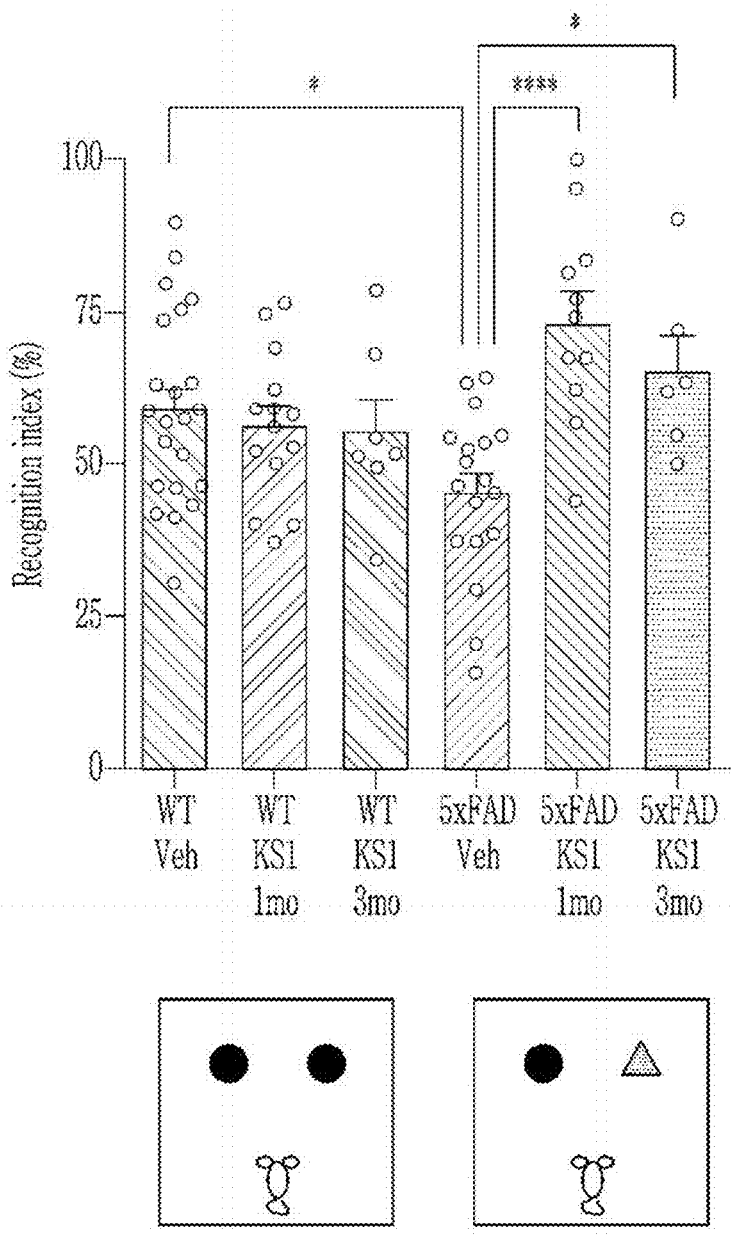 *
* ****
100
75
50
25
0
Recognition index (%)
WT WT WT 5xFAD 5xFAD 5xFAD
Veh KS1 KS1 Veh KS1 KS1
1mo 3mo 1mo 3mo